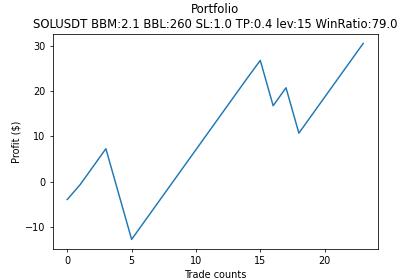 Portfolio
SOLUSDT BBM:2.1 BBL:260 SL:1.0 TP:0.4 lev:15 WinRatio:79.0
30
20
10
0
−10
Profit ($)
0
5
10
15
20
Trade counts